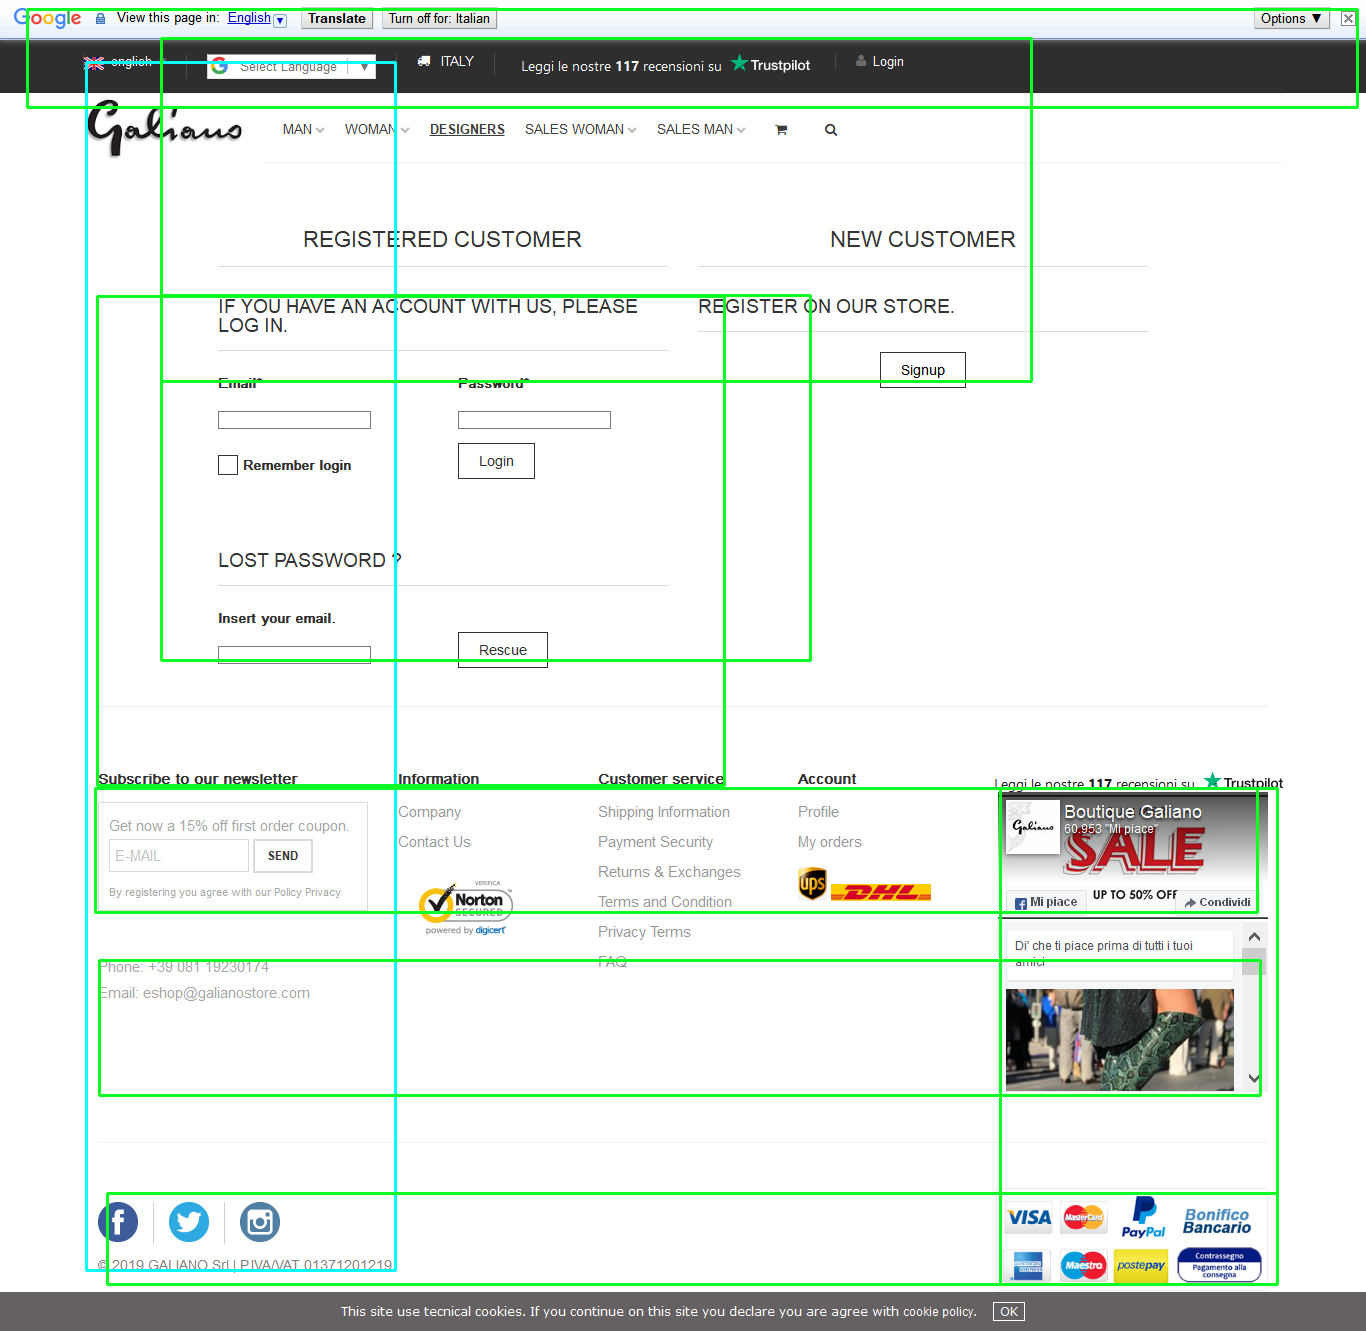 Google View this page in: English Translate Turn off for: Italian Options ▼
english Select Language ▼ ITALY Leggi le nostre 117 recensioni su Trustpilot Login
Galiano MAN WOMAN DESIGNERS SALES WOMAN SALES MAN
REGISTERED CUSTOMER
NEW CUSTOMER
IF YOU HAVE AN ACCOUNT WITH US, PLEASE
LOG IN.
REGISTER ON OUR STORE.
Signup
Email* Password*
Remember login
Login
LOST PASSWORD ?
Insert your email.
Rescue
Subscribe to our newsletter
Get now a 15% off first order coupon.
E-MAIL SEND
By registering you agree with our Policy Privacy
Phone: +39 081 19230174
Email: eshop@galianostore.com
Information
Company
Contact Us
VERIFICA
Norton
SECURED
powered by digicert
Customer service
Shipping Information
Payment Security
Returns & Exchanges
Terms and Condition
Privacy Terms
FAQ
Account
Profile
My orders
ups DHL
Leggi le nostre 117 recensioni su Trustpilot
Galiano
Boutique Galiano
60.953 "Mi piace"
SALE
UP TO 50% OFF
Mi piace Condividi
Di' che ti piace prima di tutti i tuoi
amici
© 2019 GALIANO Srl | P.IVA/VAT 01371201219
VISA MasterCard PayPal Bonifico
Bancario
AMERICAN EXPRESS Maestro postepay Contrassegno
Pagamento alla
consegna
This site use tecnical cookies. If you continue on this site you declare you are agree with cookie policy. OK